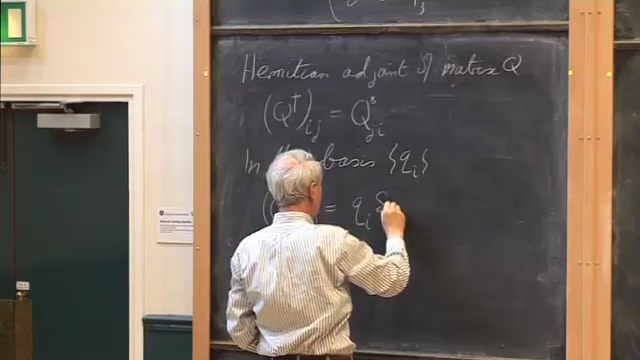 Hermitian adjoint of matrix Q
(Q†)ij = Q*ji
In the basis {qi}
( = qi δ